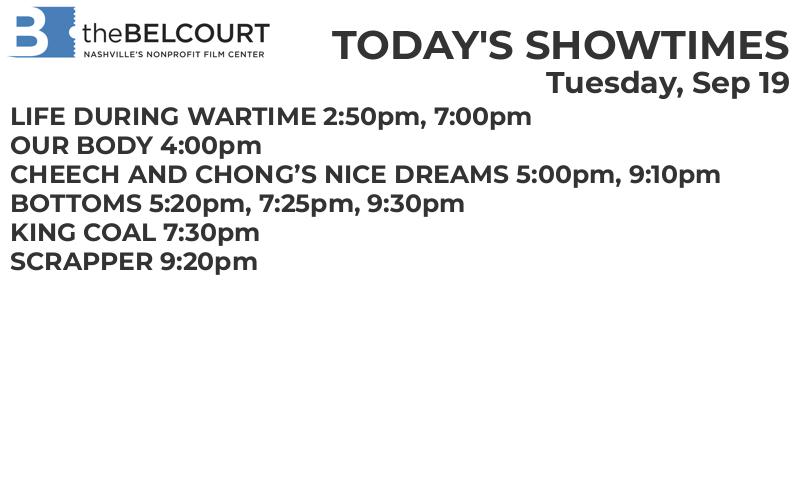 B theBELCOURT
NASHVILLE'S NONPROFIT FILM CENTER
TODAY'S SHOWTIMES
Tuesday, Sep 19
LIFE DURING WARTIME 2:50pm, 7:00pm
OUR BODY 4:00pm
CHEECH AND CHONG’S NICE DREAMS 5:00pm, 9:10pm
BOTTOMS 5:20pm, 7:25pm, 9:30pm
KING COAL 7:30pm
SCRAPPER 9:20pm